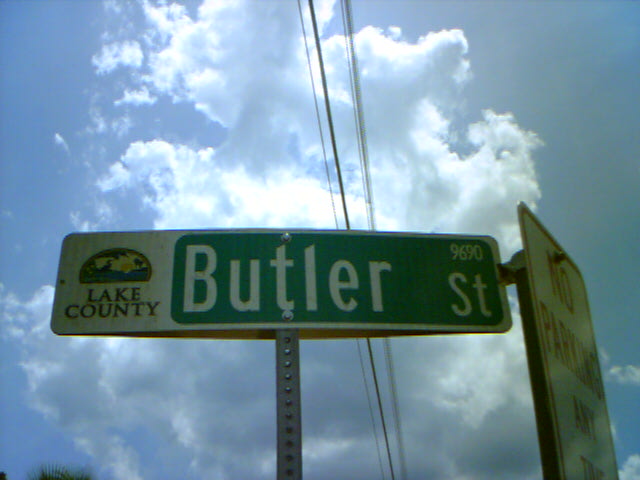 LAKE
COUNTY
Butler St
9690
NO
PARKING
ANY